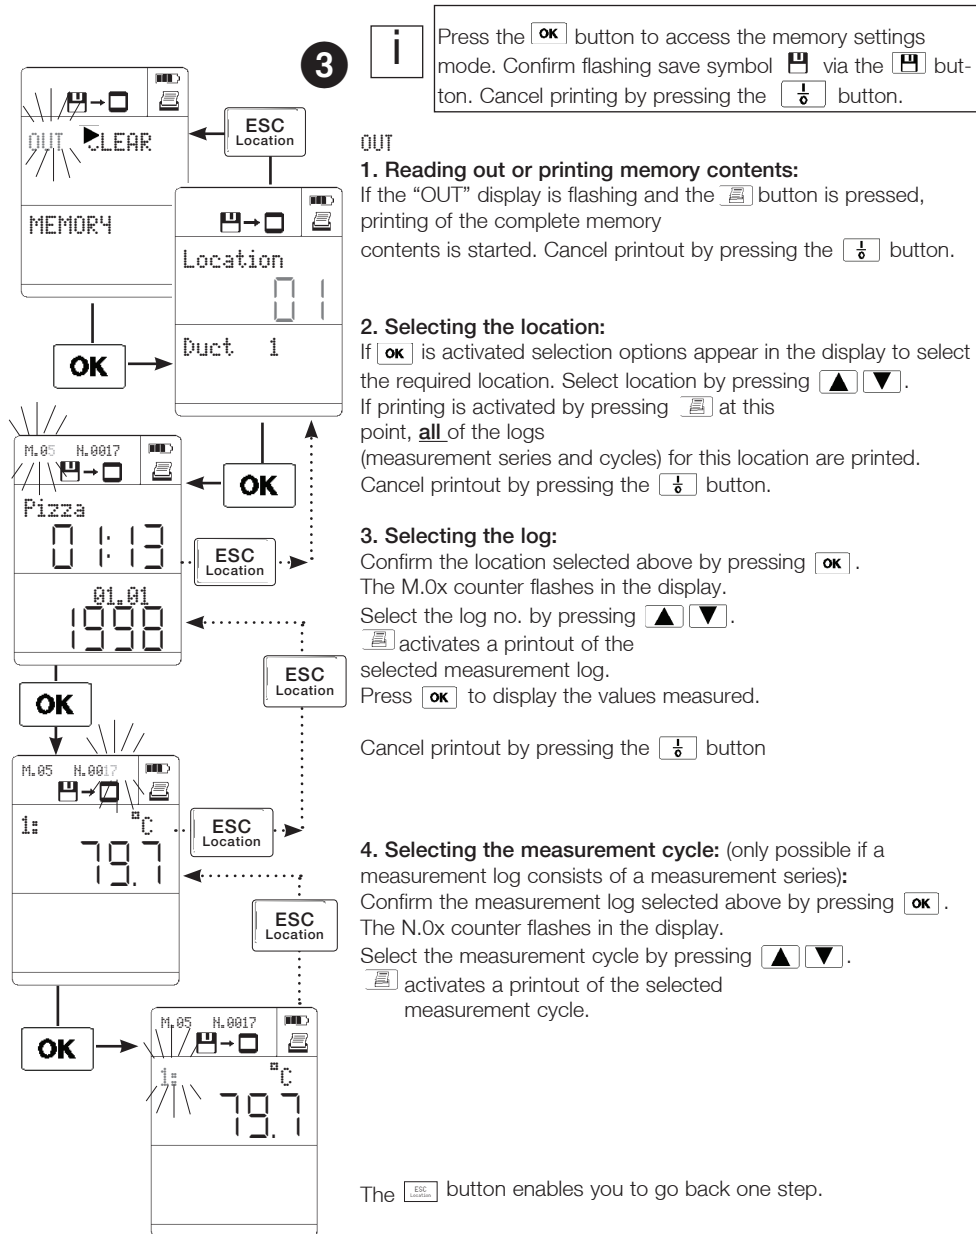 3
i
Press the OK button to access the memory settings
mode. Confirm flashing save symbol via the but-
ton. Cancel printing by pressing the I/o button.
OUT CLEAR
MEMORY
ESC
Location
Location
01
Duct 1
OK
OK
M.05 N.0017
Pizza
01:13
01.01
1998
ESC
Location
ESC
Location
OK
M.05 N.0017
1: °C
79.7
ESC
Location
ESC
Location
OK
M.05 N.0017
1: °C
79.7
OUT
1. Reading out or printing memory contents:
If the “OUT” display is flashing and the button is pressed,
printing of the complete memory
contents is started. Cancel printout by pressing the I/o button.
2. Selecting the location:
If OK is activated selection options appear in the display to select
the required location. Select location by pressing ▲ ▼.
If printing is activated by pressing at this
point, all of the logs
(measurement series and cycles) for this location are printed.
Cancel printout by pressing the I/o button.
3. Selecting the log:
Confirm the location selected above by pressing OK.
The M.0x counter flashes in the display.
Select the log no. by pressing ▲ ▼.
activates a printout of the
selected measurement log.
Press OK to display the values measured.
Cancel printout by pressing the I/o button
4. Selecting the measurement cycle: (only possible if a
measurement log consists of a measurement series):
Confirm the measurement log selected above by pressing OK.
The N.0x counter flashes in the display.
Select the measurement cycle by pressing ▲ ▼.
activates a printout of the selected
measurement cycle.
The ESC Location button enables you to go back one step.